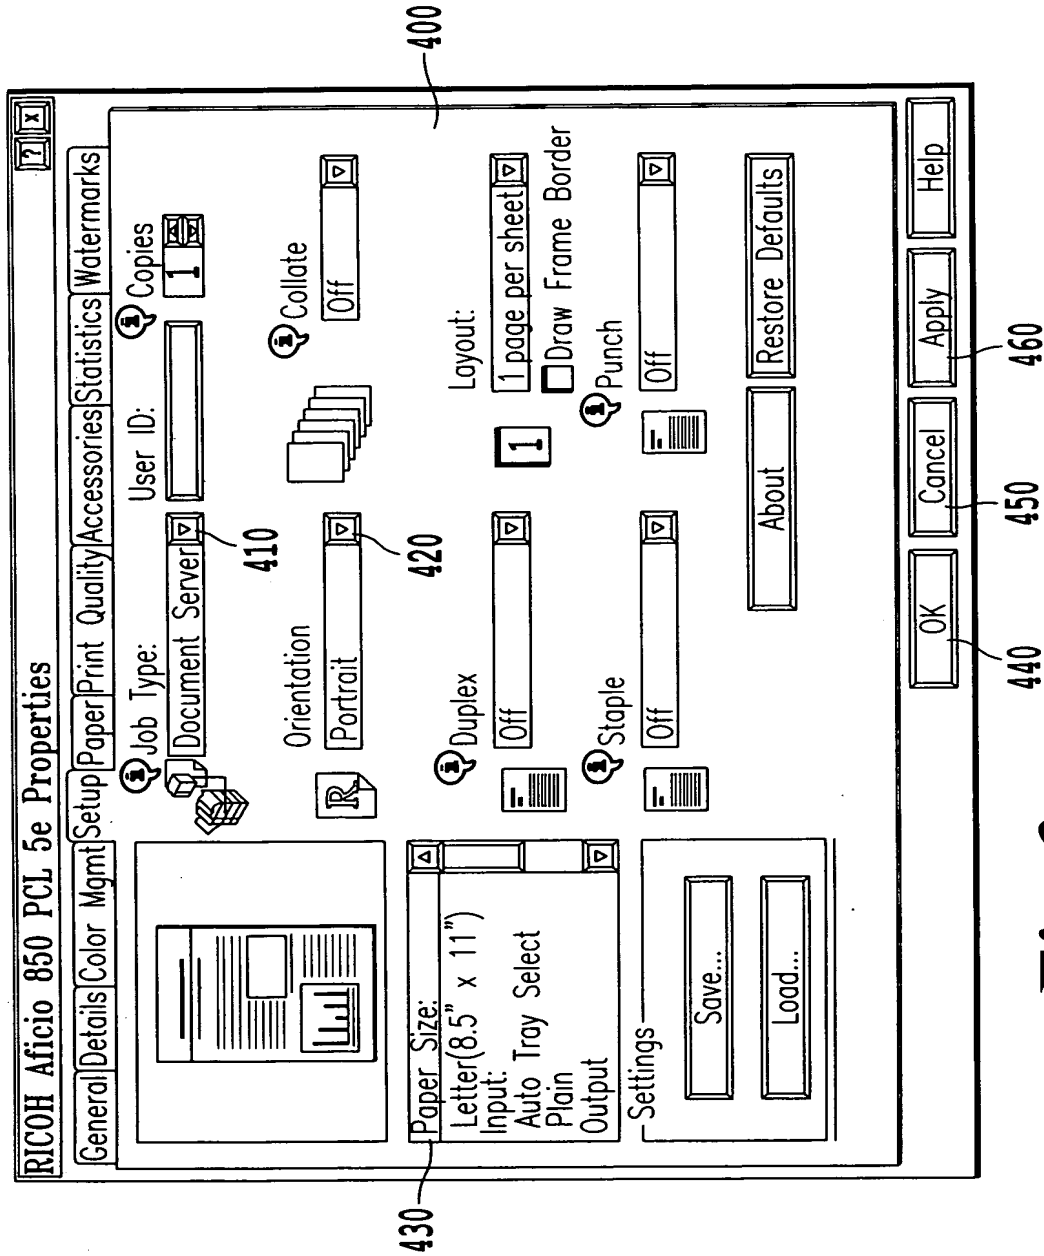 RICOH Aficio 850 PCL 5e Properties
? X
General Details Color Mgmt Setup Paper Print Quality Accessories Statistics Watermarks
i Job Type:
Document Server
410
User ID:
i Copies
1
Orientation
R
Portrait
420
i Collate
Off
400
430
Paper Size:
Letter(8.5" x 11")
Input:
Auto Tray Select
Plain
Output
i Duplex
Off
Layout:
1
1 page per sheet
Draw Frame Border
i Staple
Off
i Punch
Off
Settings
Save...
Load...
About
Restore Defaults
OK
Cancel
Apply
Help
440
450
460